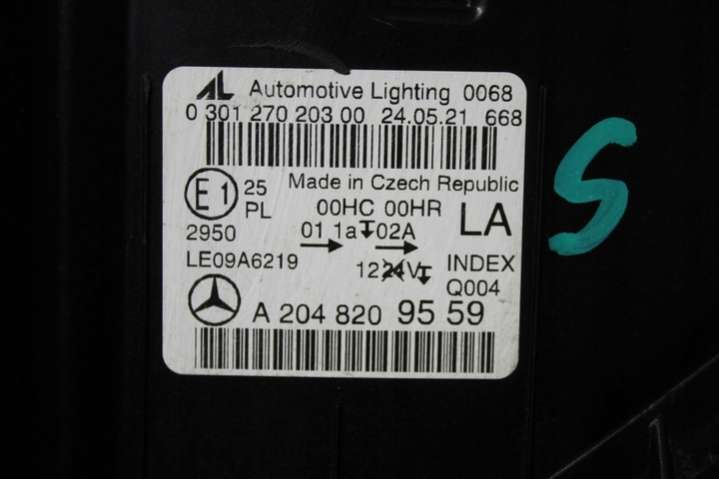 AL Automotive Lighting 0068
0 301 270 203 00 24.05.21 668
E1 25 PL Made in Czech Republic
00HC 00HR LA
2950 01 1a 02A
LE09A6219 12 24V INDEX
Q004
A 204 820 95 59
S